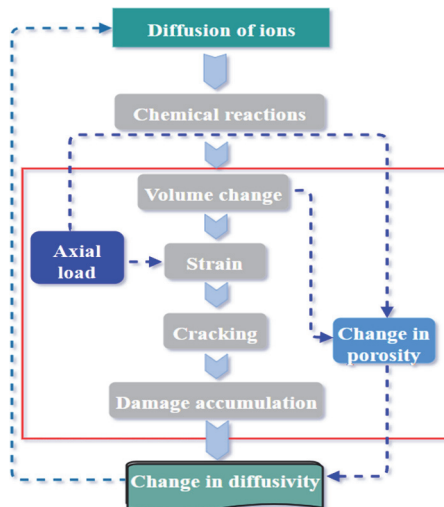 Diffusion of ions
Chemical reactions
Volume change
Axial
load
Strain
Cracking
Change in
porosity
Damage accumulation
Change in diffusivity